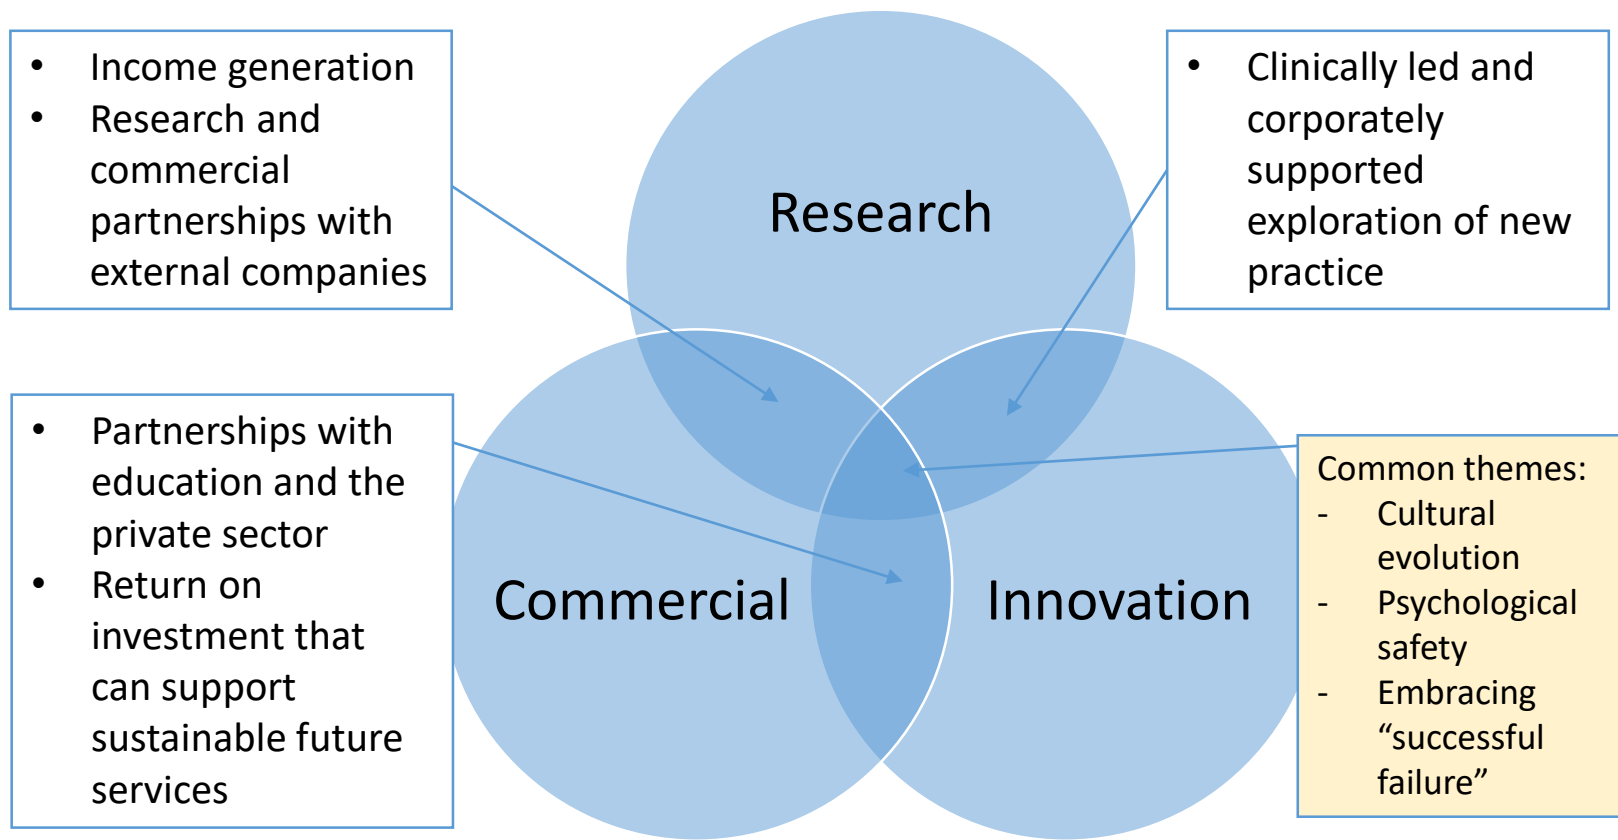 • Income generation
• Research and
commercial
partnerships with
external companies
• Clinically led and
corporately
supported
exploration of new
practice
Research
• Partnerships with
education and the
private sector
• Return on
investment that
can support
sustainable future
services
Commercial
Innovation
Common themes:
- Cultural
evolution
- Psychological
safety
- Embracing
“successful
failure”